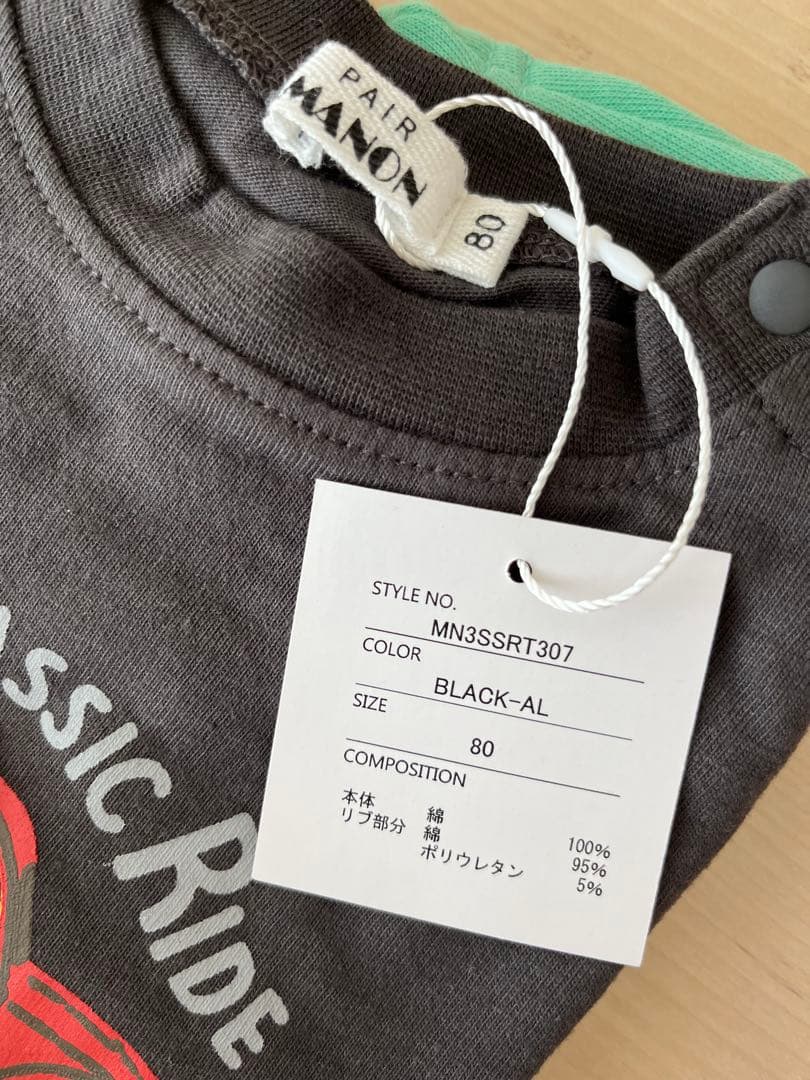 PAIR
MANON
80
STYLE NO.
MN3SSRT307
COLOR
BLACK-AL
SIZE
80
COMPOSITION
本体 綿 100%
リブ部分 綿 95%
ポリウレタン 5%
RIDE